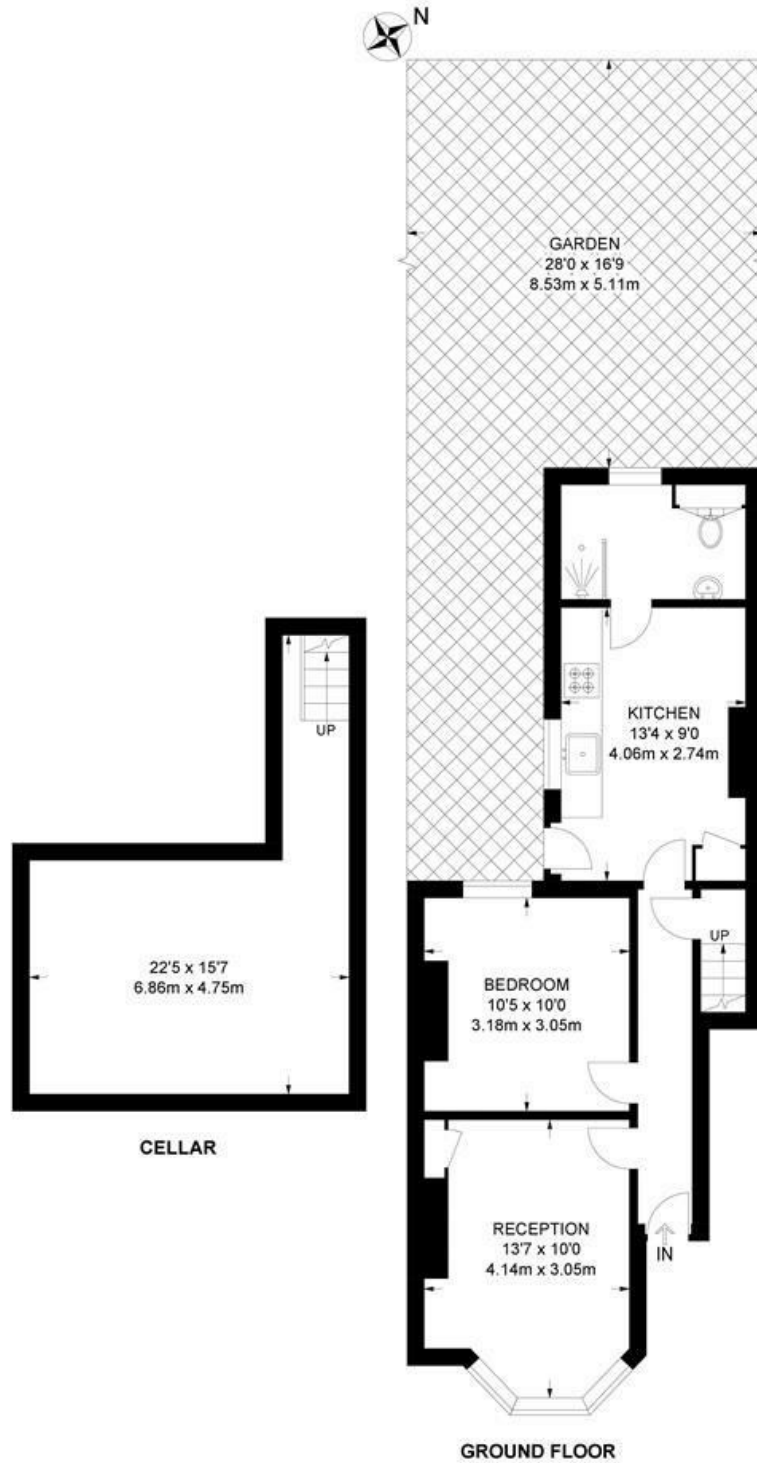 N
GARDEN
28'0 x 16'9
8.53m x 5.11m
KITCHEN
13'4 x 9'0
4.06m x 2.74m
UP
UP
22'5 x 15'7
6.86m x 4.75m
BEDROOM
10'5 x 10'0
3.18m x 3.05m
CELLAR
RECEPTION
13'7 x 10'0
4.14m x 3.05m
IN
GROUND FLOOR